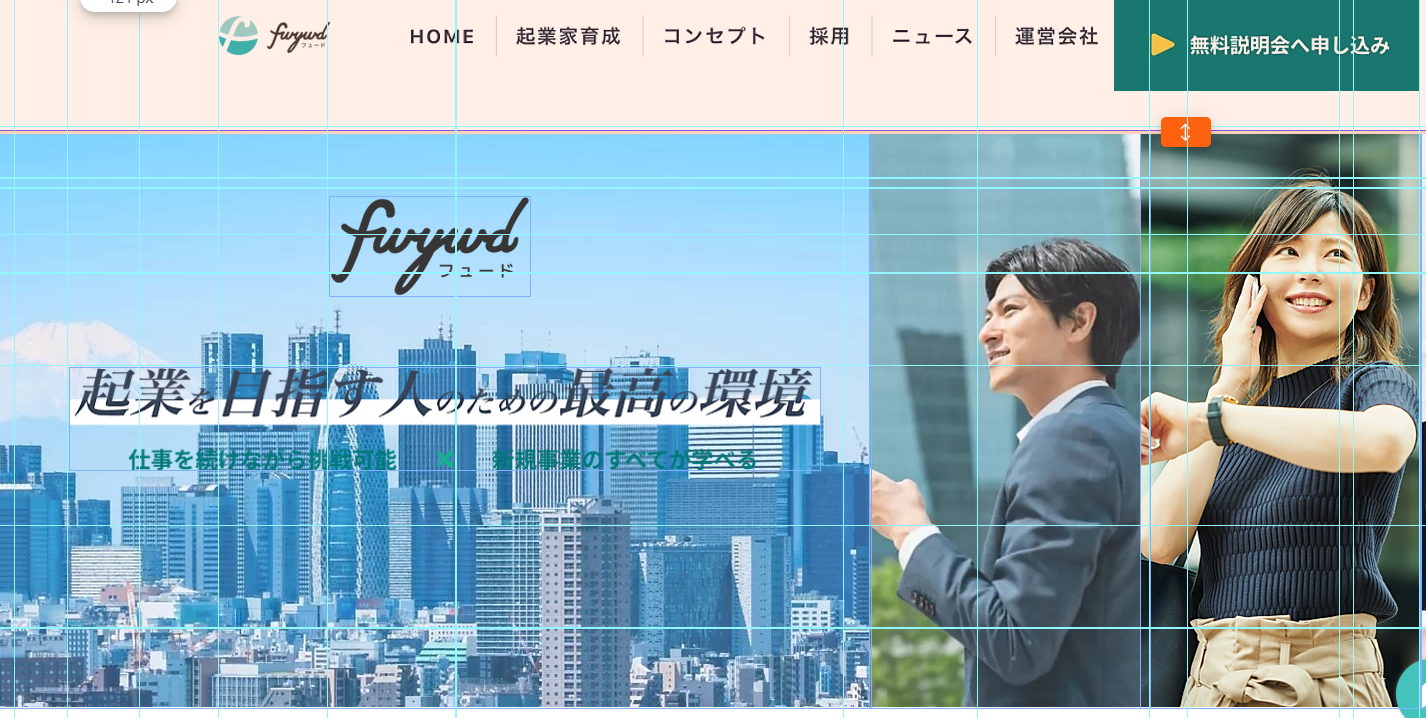 fwywd
フュード
HOME
起業家育成
コンセプト
採用
ニュース
運営会社
無料説明会へ申し込み
fwywd
フュード
起業を目指す人のための最高の環境
仕事を続けながら挑戦可能 × 新規事業のすべてが学べる